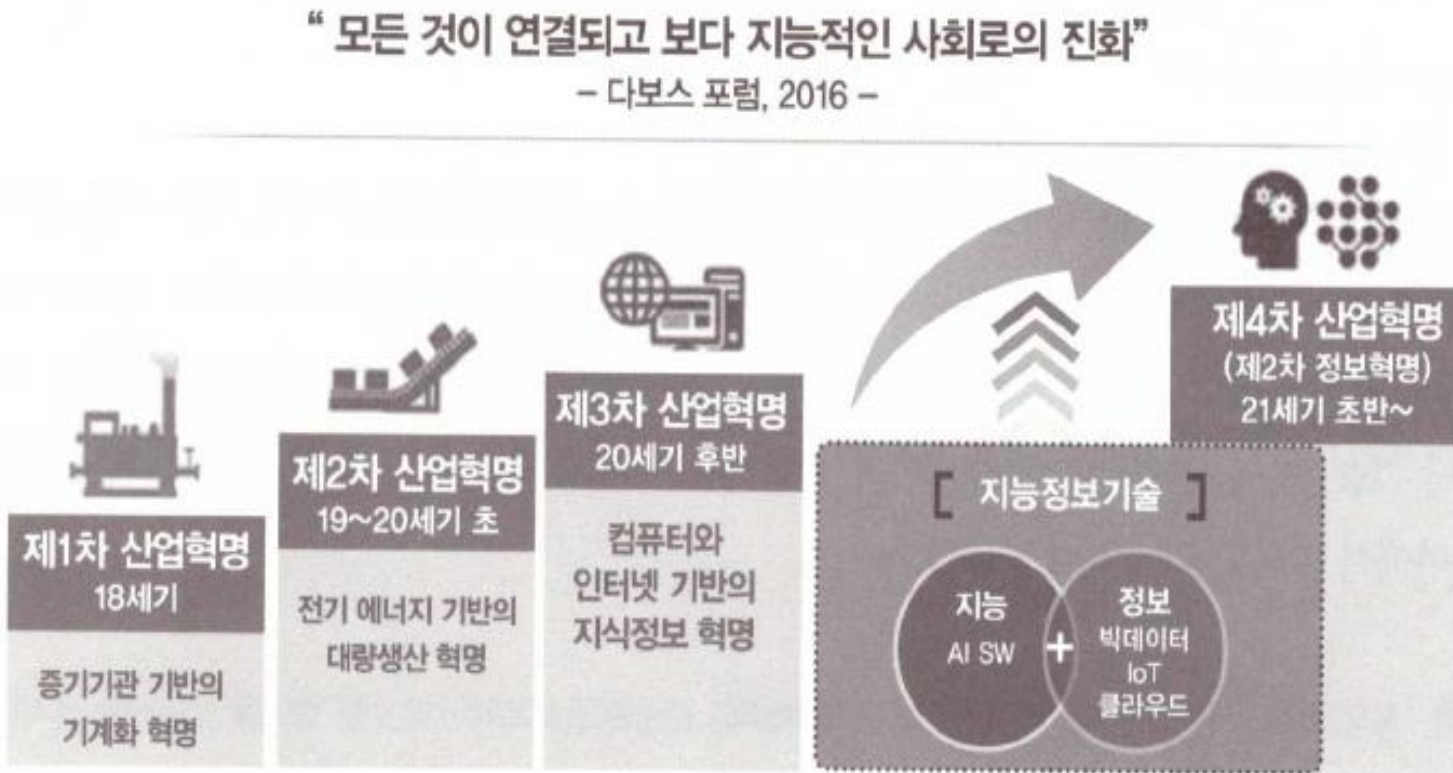 “ 모든 것이 연결되고 보다 지능적인 사회로의 진화”
– 다보스 포럼, 2016 –
제1차 산업혁명
18세기
증기기관 기반의
기계화 혁명
제2차 산업혁명
19~20세기 초
전기 에너지 기반의
대량생산 혁명
제3차 산업혁명
20세기 후반
컴퓨터와
인터넷 기반의
지식정보 혁명
제4차 산업혁명
(제2차 정보혁명)
21세기 초반~
[ 지능정보기술 ]
지능
AI SW
+
정보
빅데이터
IoT
클라우드